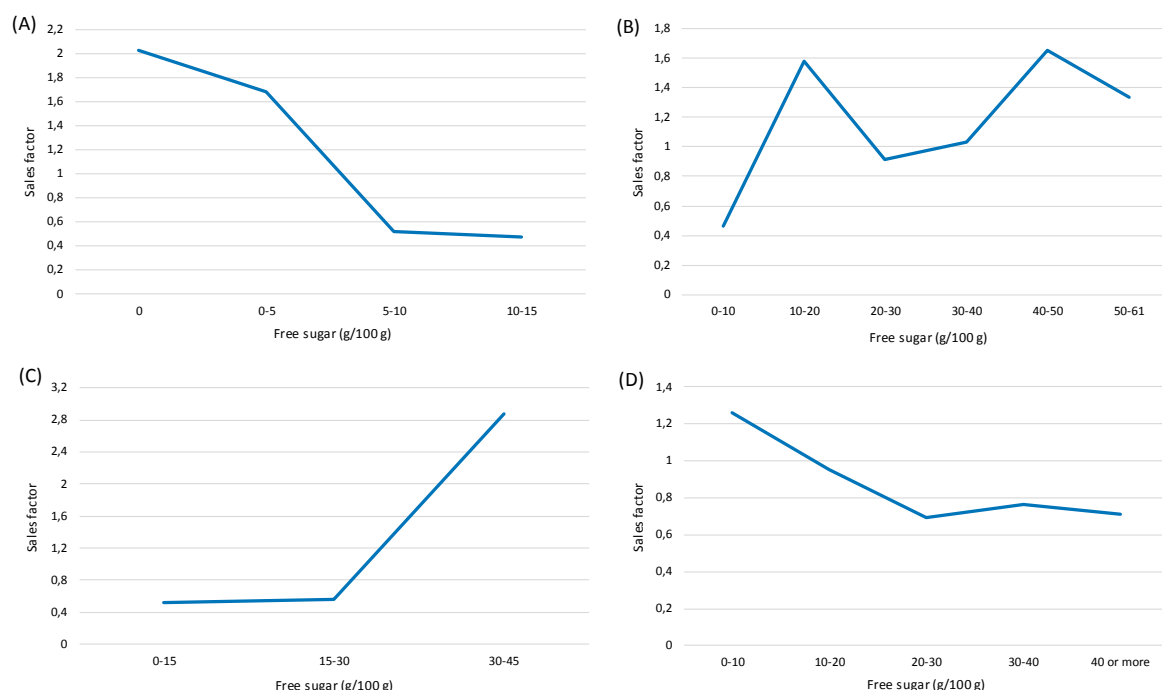 (A)
2,2
2
1,8
1,6
1,4
1,2
1
0,8
0,6
0,4
0,2
0
Sales factor
0 0-5 5-10 10-15
Free sugar (g/100 g)
(B)
1,8
1,6
1,4
1,2
1
0,8
0,6
0,4
0,2
0
Sales factor
0-10 10-20 20-30 30-40 40-50 50-61
Free sugar (g/100 g)
(C)
3,2
2,8
2,4
2
1,6
1,2
0,8
0,4
0
Sales factor
0-15 15-30 30-45
Free sugar (g/100 g)
(D)
1,4
1,2
1
0,8
0,6
0,4
0,2
0
Sales factor
0-10 10-20 20-30 30-40 40 or more
Free sugar (g/100 g)